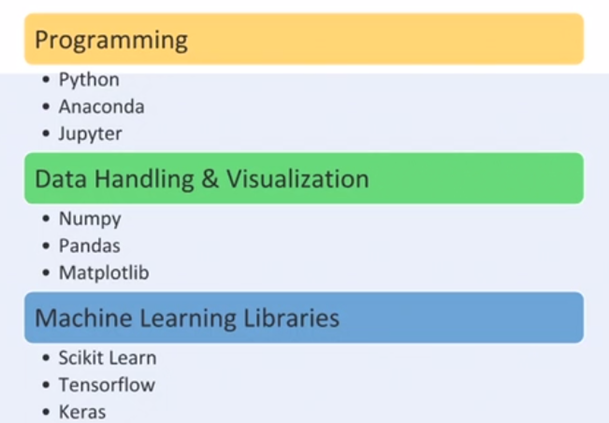 Programming
• Python
• Anaconda
• Jupyter
Data Handling & Visualization
• Numpy
• Pandas
• Matplotlib
Machine Learning Libraries
• Scikit Learn
• Tensorflow
• Keras